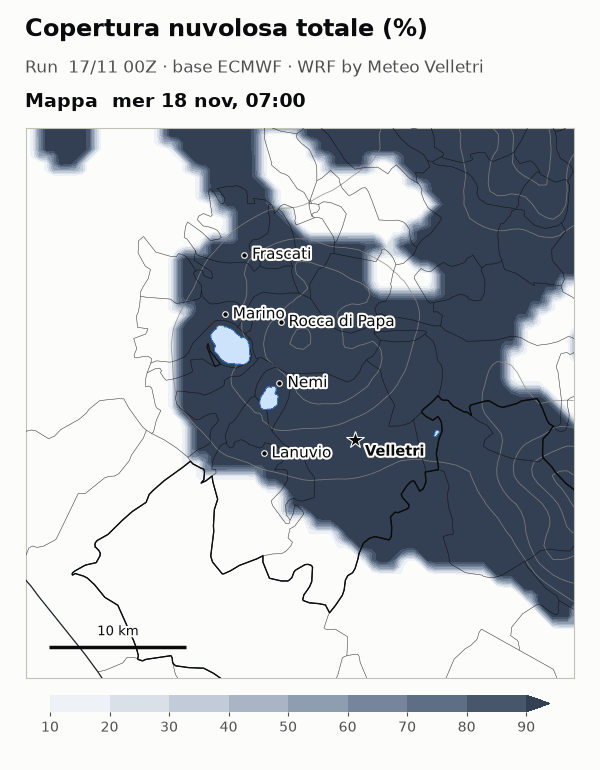 Copertura nuvolosa totale (%)
Run  17/11 00Z · base ECMWF · WRF by Meteo Velletri
Mappa  mer 18 nov, 07:00
Frascati
Marino
Rocca di Papa
Nemi
Velletri
Lanuvio
10 km
10 20 30 40 50 60 70 80 90